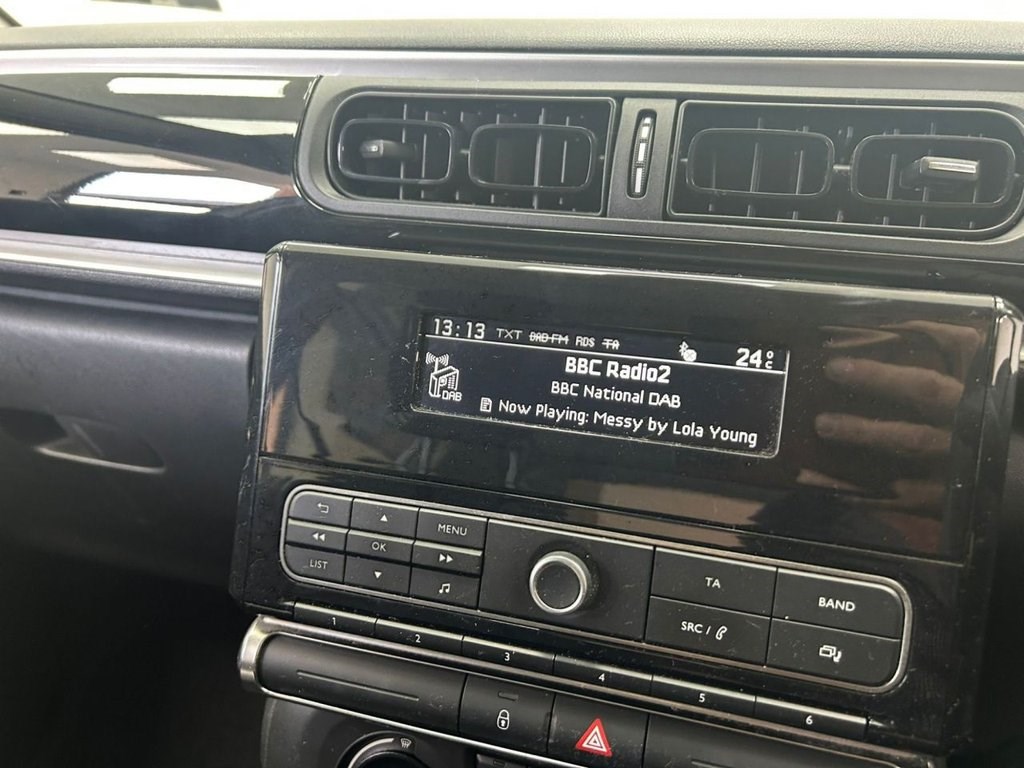 13:13 TXT DAB-FM RDS TA 24°C
BBC Radio2
DAB
BBC National DAB
Now Playing: Messy by Lola Young
MENU
OK
LIST
TA
BAND
SRC /
1
2
3
4
5
6